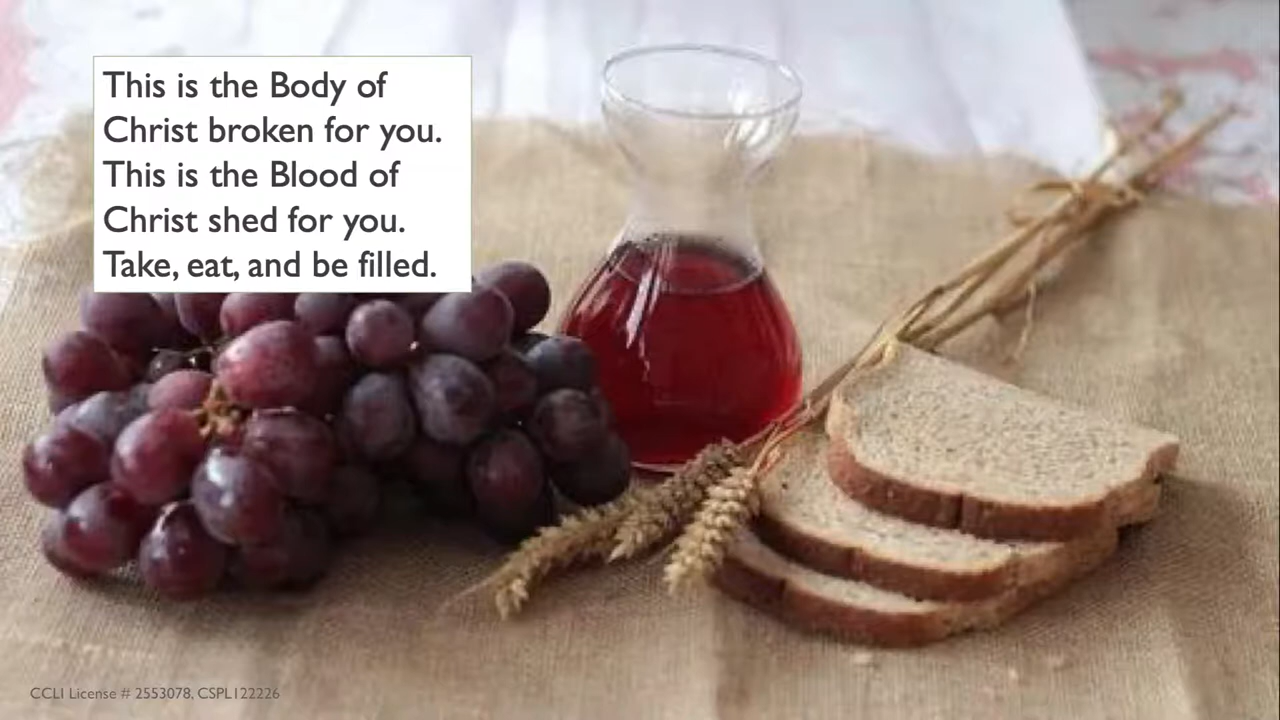 This is the Body of
Christ broken for you.
This is the Blood of
Christ shed for you.
Take, eat, and be filled.
CCLI License # 2553078, CSPL122226